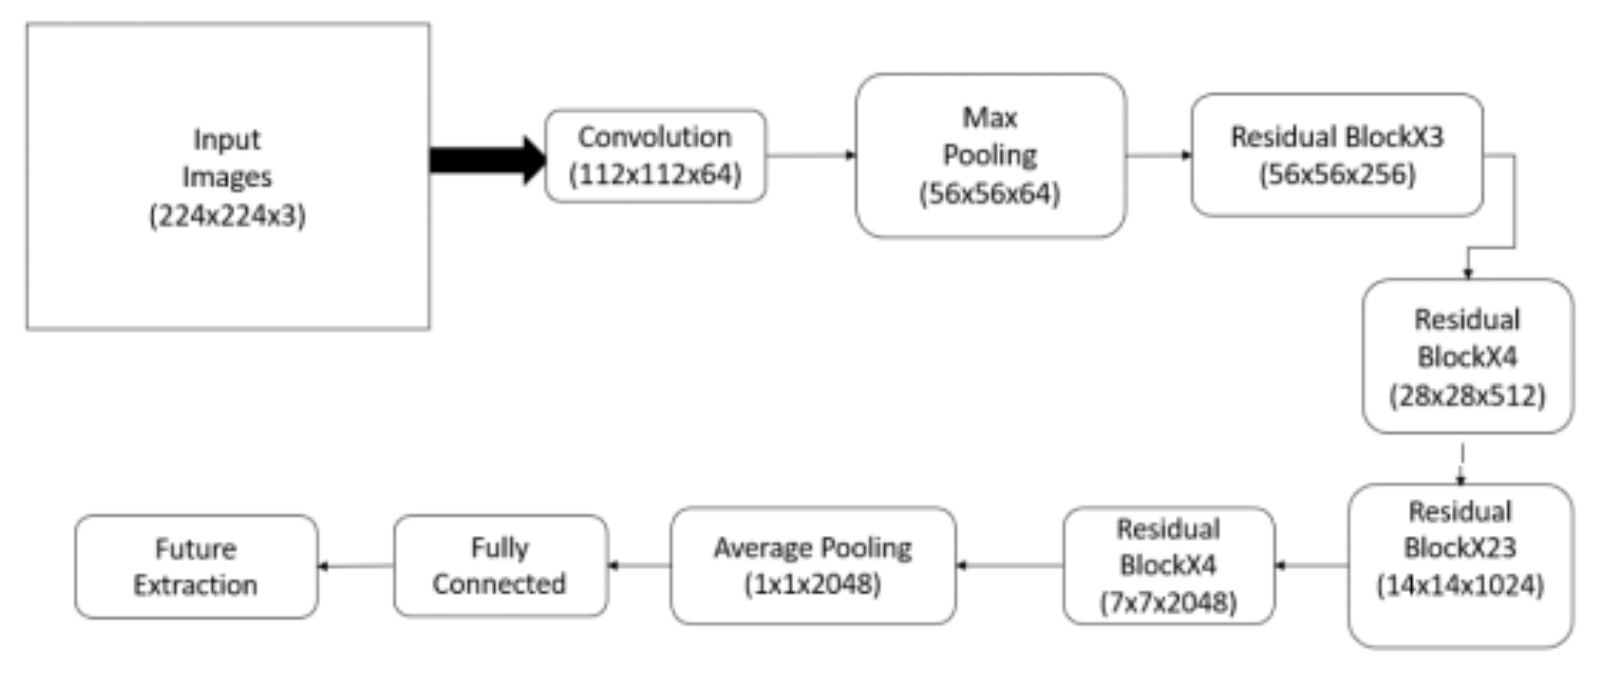 Input
Images
(224x224x3)
Convolution
(112x112x64)
Max
Pooling
(56x56x64)
Residual BlockX3
(56x56x256)
Residual
BlockX4
(28x28x512)
Residual
BlockX23
(14x14x1024)
Residual
BlockX4
(7x7x2048)
Average Pooling
(1x1x2048)
Fully
Connected
Future
Extraction